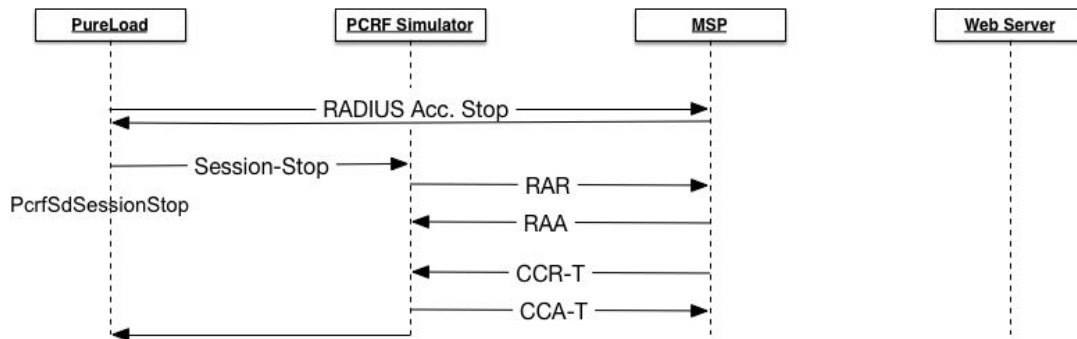 PureLoad
PCRF Simulator
MSP
Web Server
RADIUS Acc. Stop
Session-Stop
RAR
PcrfSdSessionStop
RAA
CCR-T
CCA-T